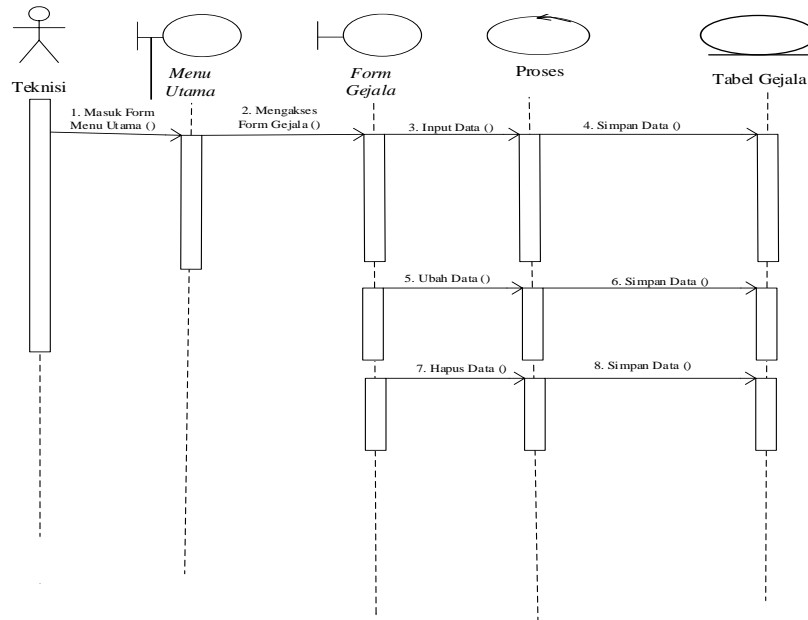 Teknisi
Menu
Utama
Form
Gejala
Proses
Tabel Gejala
1. Masuk Form
Menu Utama ()
2. Mengakses
Form Gejala ()
3. Input Data ()
4. Simpan Data ()
5. Ubah Data ()
6. Simpan Data ()
7. Hapus Data ()
8. Simpan Data ()